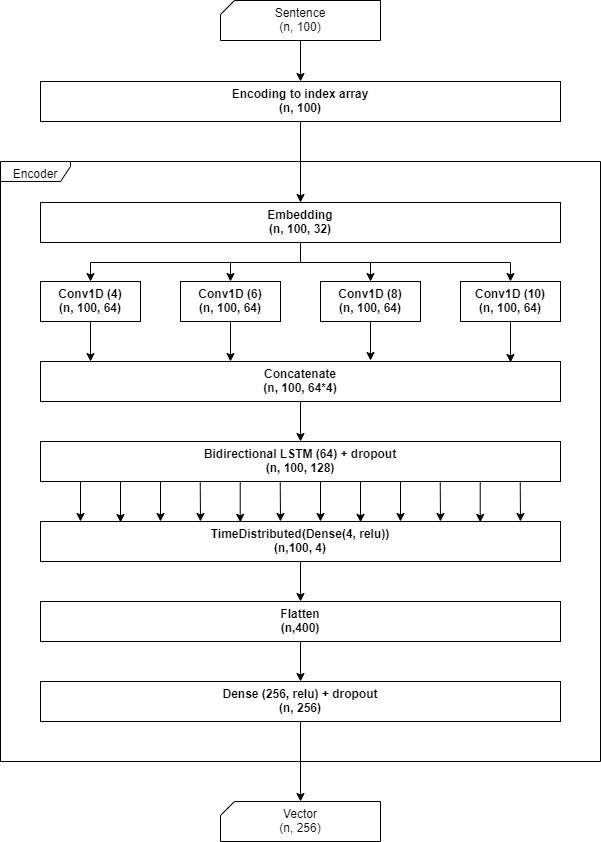 Sentence
(n, 100)
Encoding to index array
(n, 100)
Encoder
Embedding
(n, 100, 32)
Conv1D (4)
(n, 100, 64)
Conv1D (6)
(n, 100, 64)
Conv1D (8)
(n, 100, 64)
Conv1D (10)
(n, 100, 64)
Concatenate
(n, 100, 64*4)
Bidirectional LSTM (64) + dropout
(n, 100, 128)
TimeDistributed(Dense(4, relu))
(n,100, 4)
Flatten
(n,400)
Dense (256, relu) + dropout
(n, 256)
Vector
(n, 256)